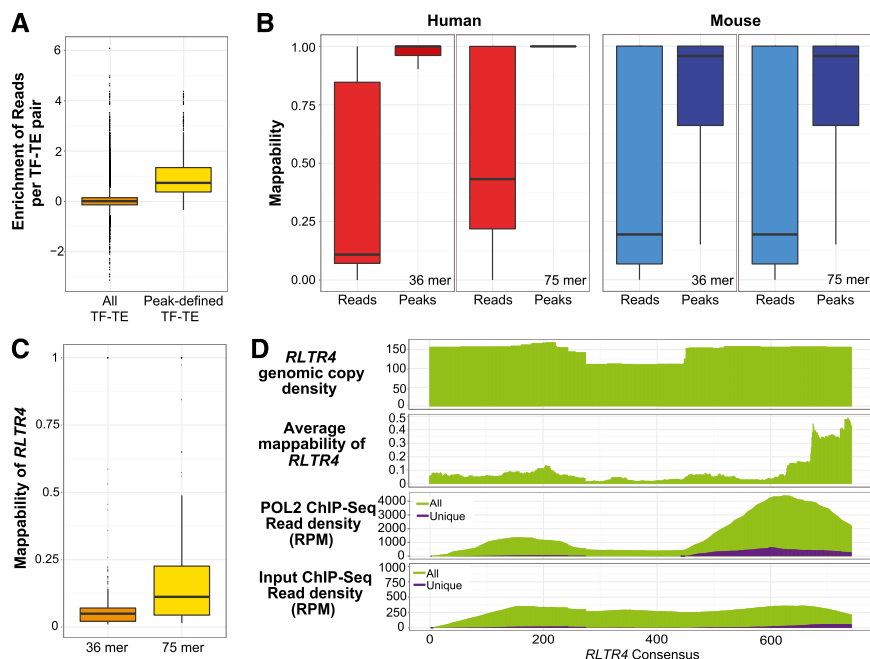 A
Enrichment of Reads
per TF-TE pair
6
4
2
0
−2
All
TF-TE
Peak-defined
TF-TE
B
Human
Mouse
Mappability
1.00
0.75
0.50
0.25
0.00
36 mer
75 mer
36 mer
75 mer
Reads
Peaks
Reads
Peaks
Reads
Peaks
Reads
Peaks
C
Mappability of RLTR4
1
0.75
0.5
0.25
0
36 mer
75 mer
D
RLTR4
genomic copy
density
150
100
50
0
Average
mappability of
RLTR4
0.5
0.4
0.3
0.2
0.1
0
POL2 ChIP-Seq
Read density
(RPM)
4000
3000
2000
1000
0
All
Unique
Input ChIP-Seq
Read density
(RPM)
1000
750
500
250
0
All
Unique
0
200
400
600
RLTR4 Consensus